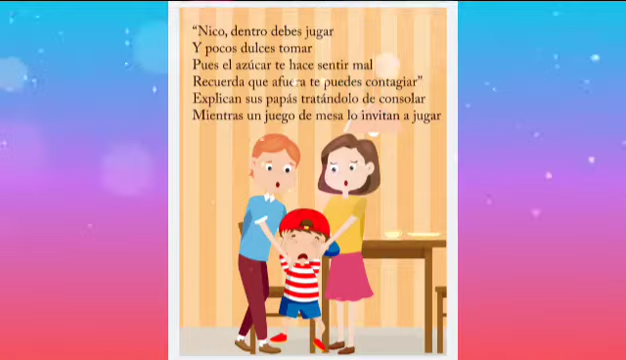 “Nico, dentro debes jugar
Y pocos dulces tomar
Pues el azúcar te hace sentir mal
Recuerda que afuera te puedes contagiar”
Explican sus papás tratándolo de consolar
Mientras un juego de mesa lo invitan a jugar